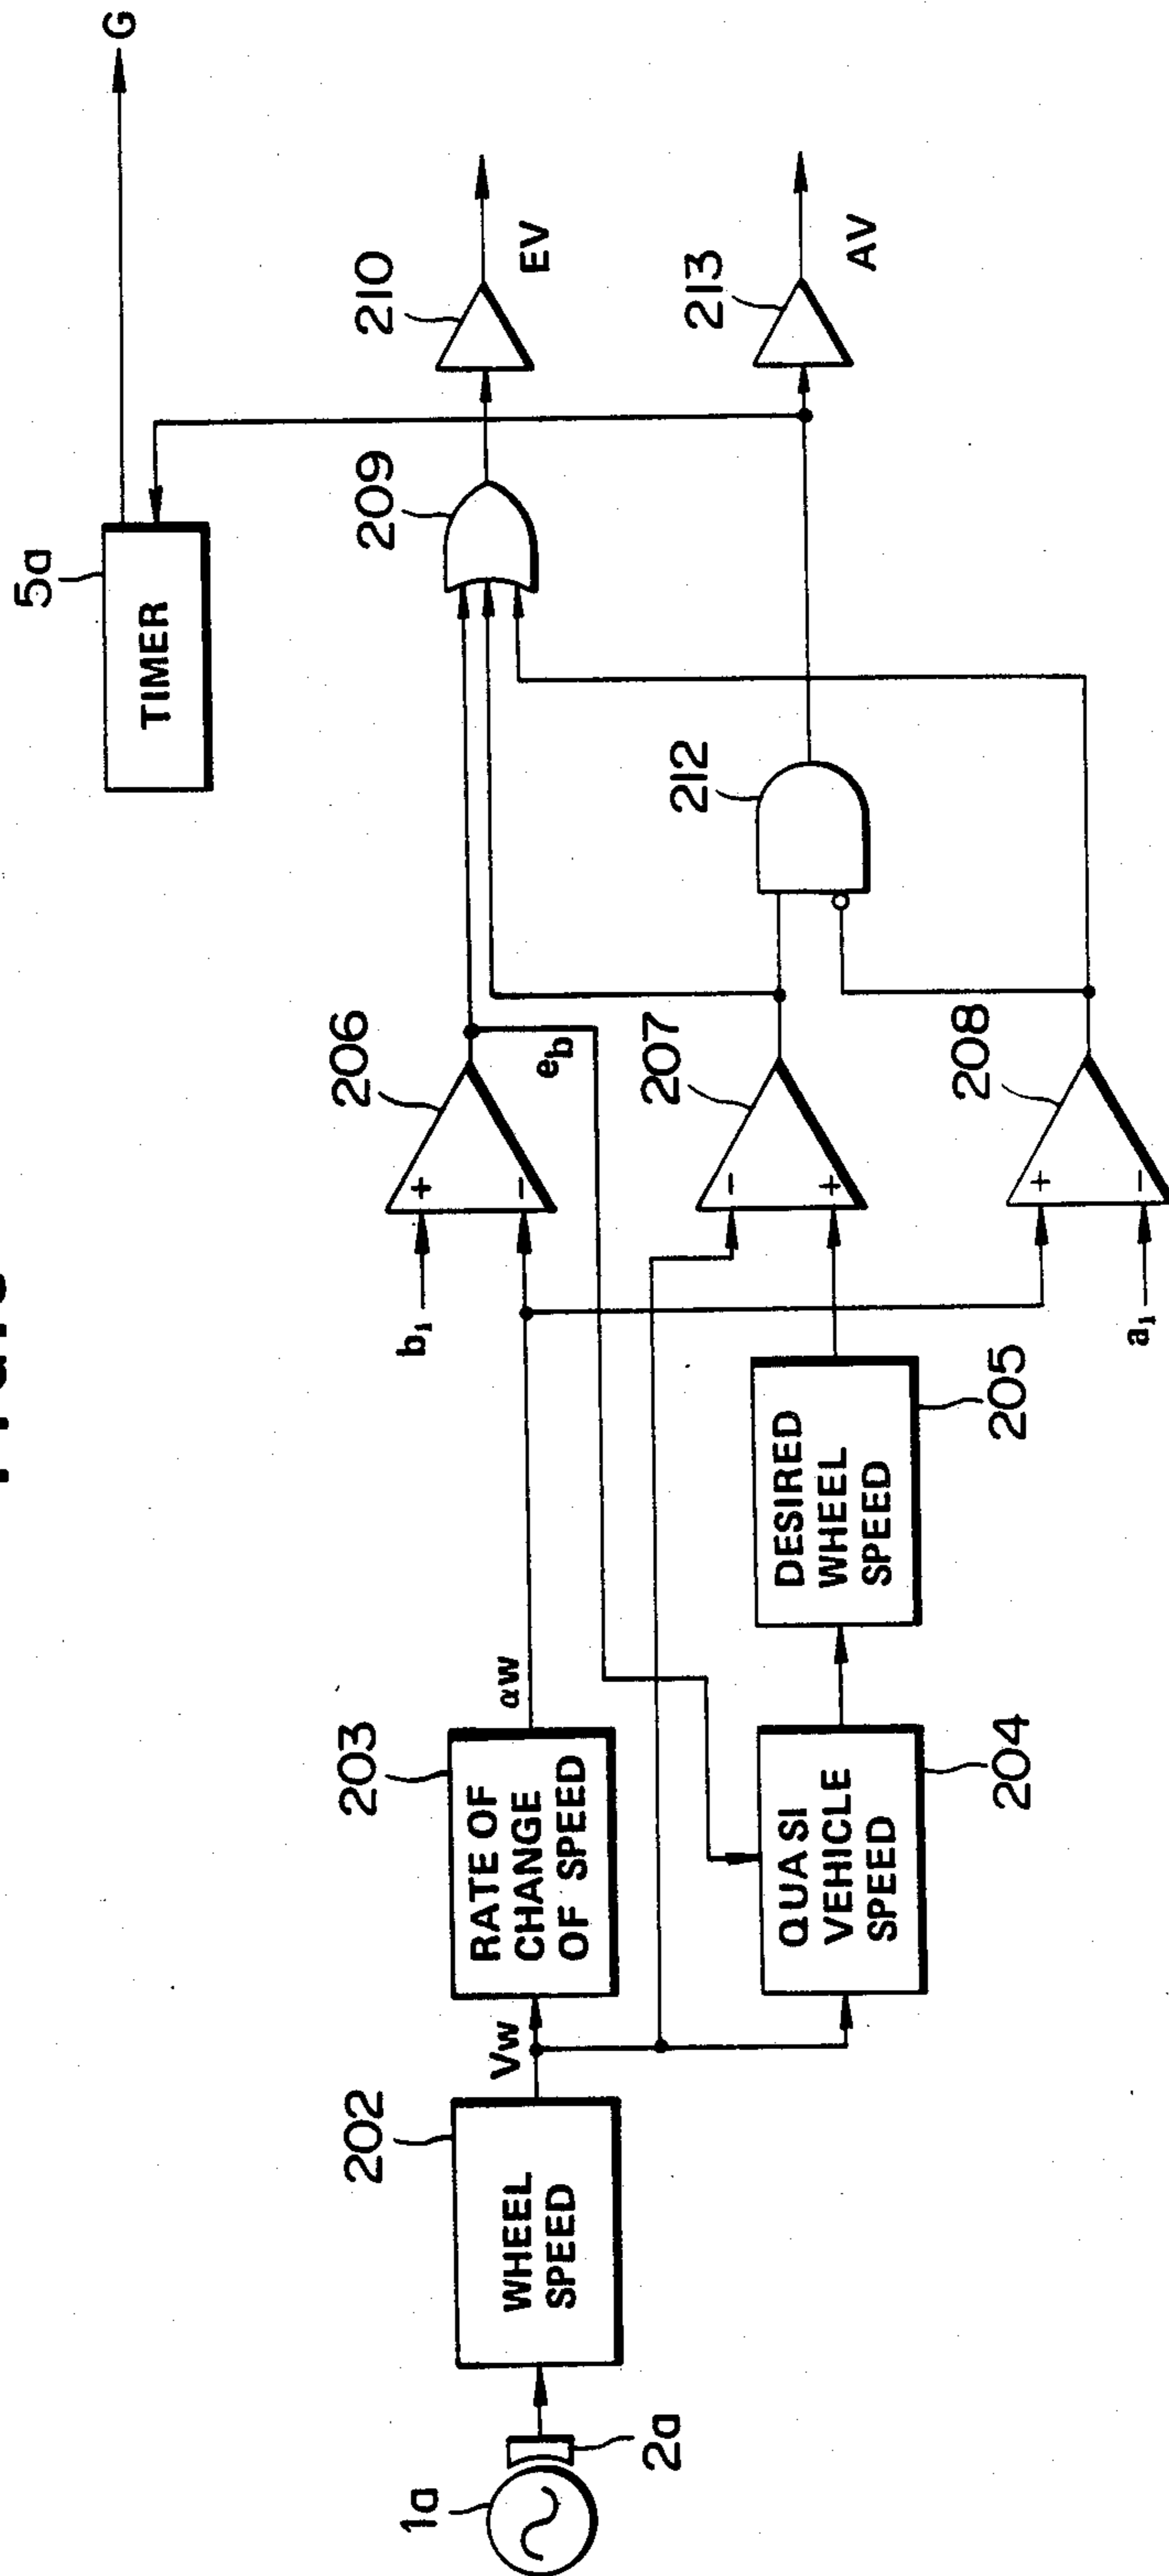 G
5a
TIMER
EV
210
AV
213
209
212
206
eb
207
208
+
−
−
+
+
−
b1
a1
205
DESIRED
WHEEL
SPEED
αw
203
RATE OF
CHANGE
OF SPEED
204
QUASI
VEHICLE
SPEED
Vw
202
WHEEL
SPEED
2a
1a